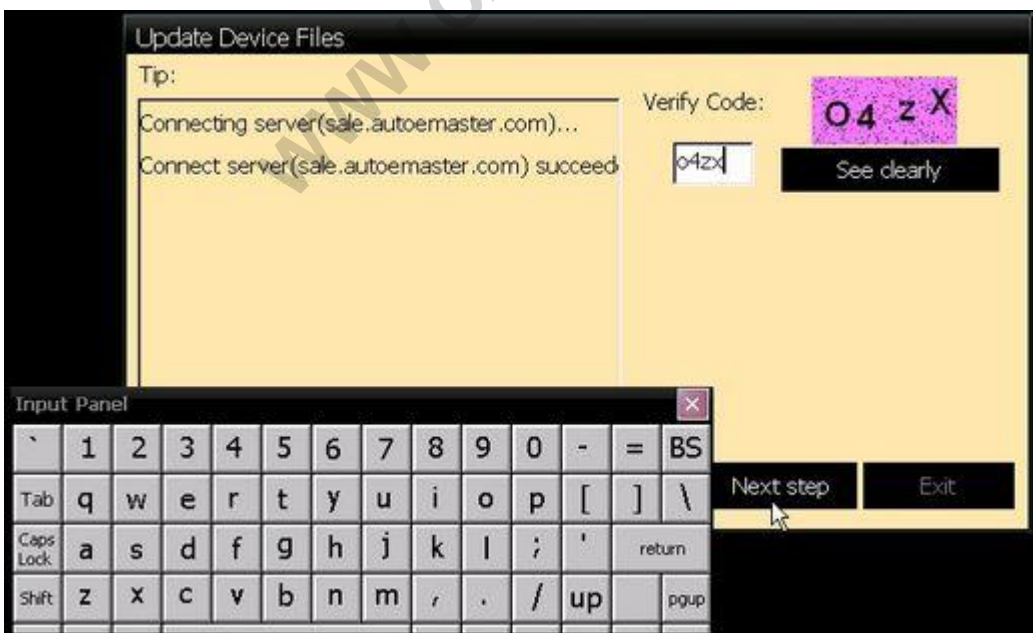 Update Device Files
Tip:
Connecting server(sale.autoemaster.com)...
Connect server(sale.autoemaster.com) succeed
Verify Code:
O4 z X
o4zx
See clearly
Input Panel
` 1 2 3 4 5 6 7 8 9 0 - = BS
Tab q w e r t y u i o p [ ] \
Caps Lock a s d f g h j k l ; ' return
Shift z x c v b n m , . / up pgup
Next step
Exit
www.